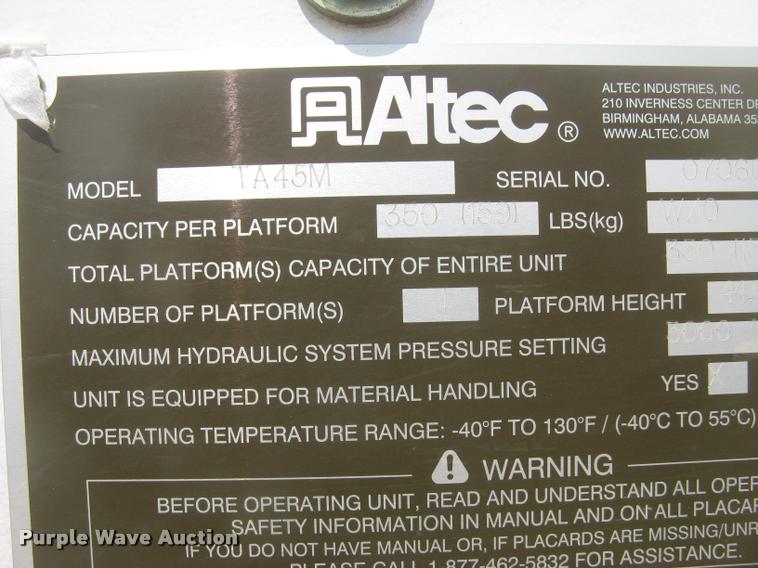 Altec ®
ALTEC INDUSTRIES, INC.
210 INVERNESS CENTER
BIRMINGHAM, ALABAMA
WWW.ALTEC.COM
MODEL TA45M SERIAL NO.
CAPACITY PER PLATFORM 350 (159) LBS(kg) W/O
TOTAL PLATFORM(S) CAPACITY OF ENTIRE UNIT 350
NUMBER OF PLATFORM(S) 1 PLATFORM HEIGHT
MAXIMUM HYDRAULIC SYSTEM PRESSURE SETTING 3000
UNIT IS EQUIPPED FOR MATERIAL HANDLING YES X
OPERATING TEMPERATURE RANGE: -40°F TO 130°F / (-40°C TO 55°C)
WARNING
BEFORE OPERATING UNIT, READ AND UNDERSTAND ALL
SAFETY INFORMATION IN MANUAL AND ON ALL
IF YOU DO NOT HAVE MANUAL OR, IF PLACARDS ARE
PLEASE CALL 1-877-462-5832 FOR ASSISTANCE.
Purple Wave Auction